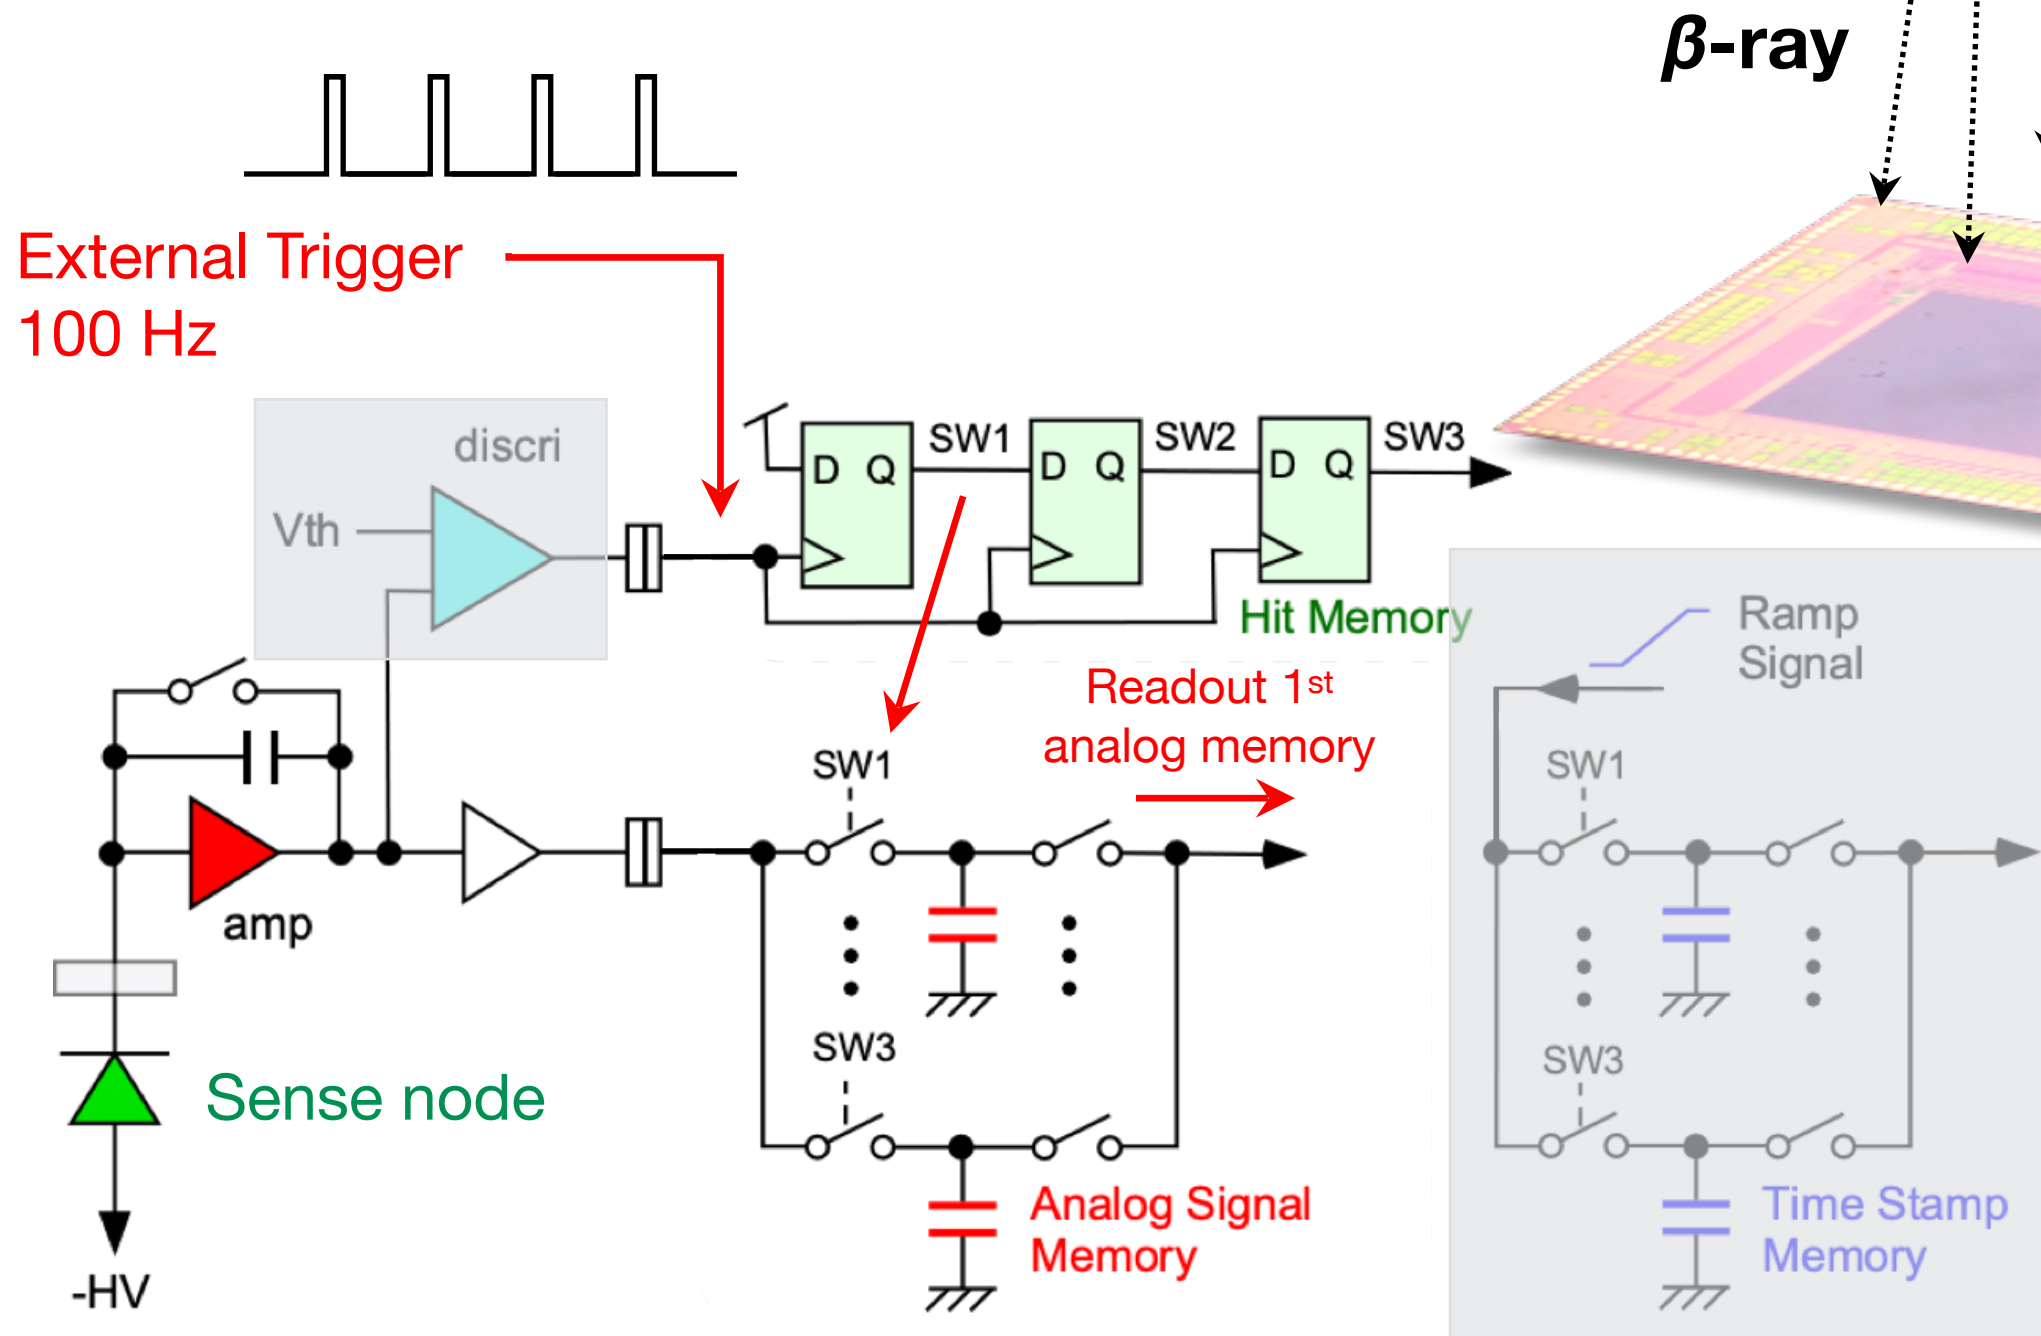 β-ray
External Trigger
100 Hz
discri
Vth
D Q
SW1
D Q
SW2
D Q
SW3
Hit Memory
Ramp
Signal
Readout 1st
analog memory
SW1
SW1
amp
SW3
SW3
Sense node
Analog Signal
Memory
Time Stamp
Memory
-HV